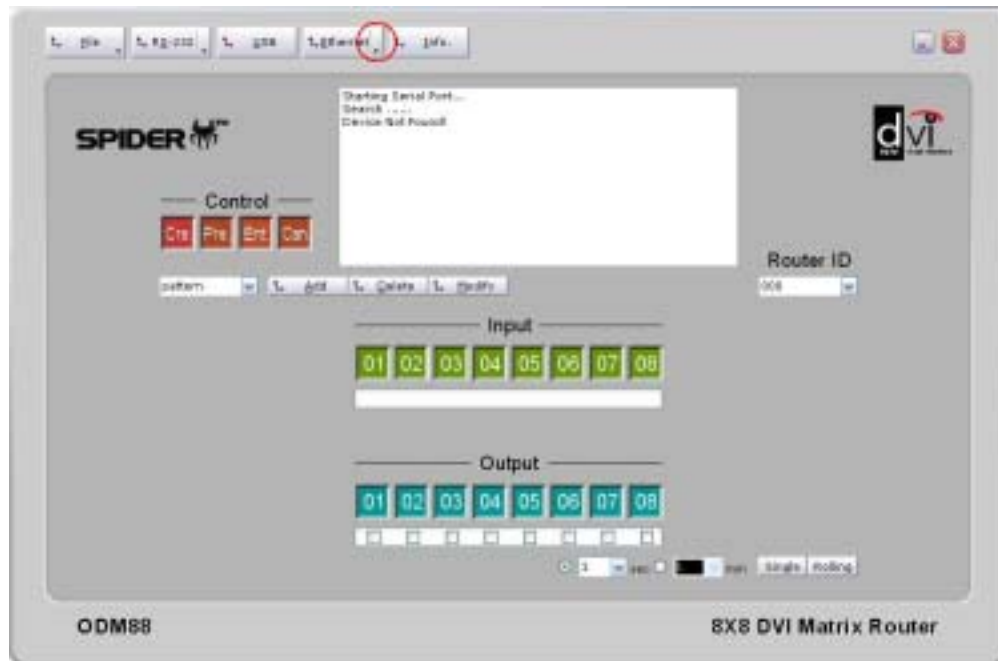 File RS-232 USB Ethernet Info.
Starting Serial Port...
Search .....
Device Not Found!
SPIDER™
dvi
Control
Cre Pre Ent Can
Router ID
pattern Add Delete Modify
000
Input
01 02 03 04 05 06 07 08
Output
01 02 03 04 05 06 07 08
sec min Single Rolling
ODM88
8X8 DVI Matrix Router